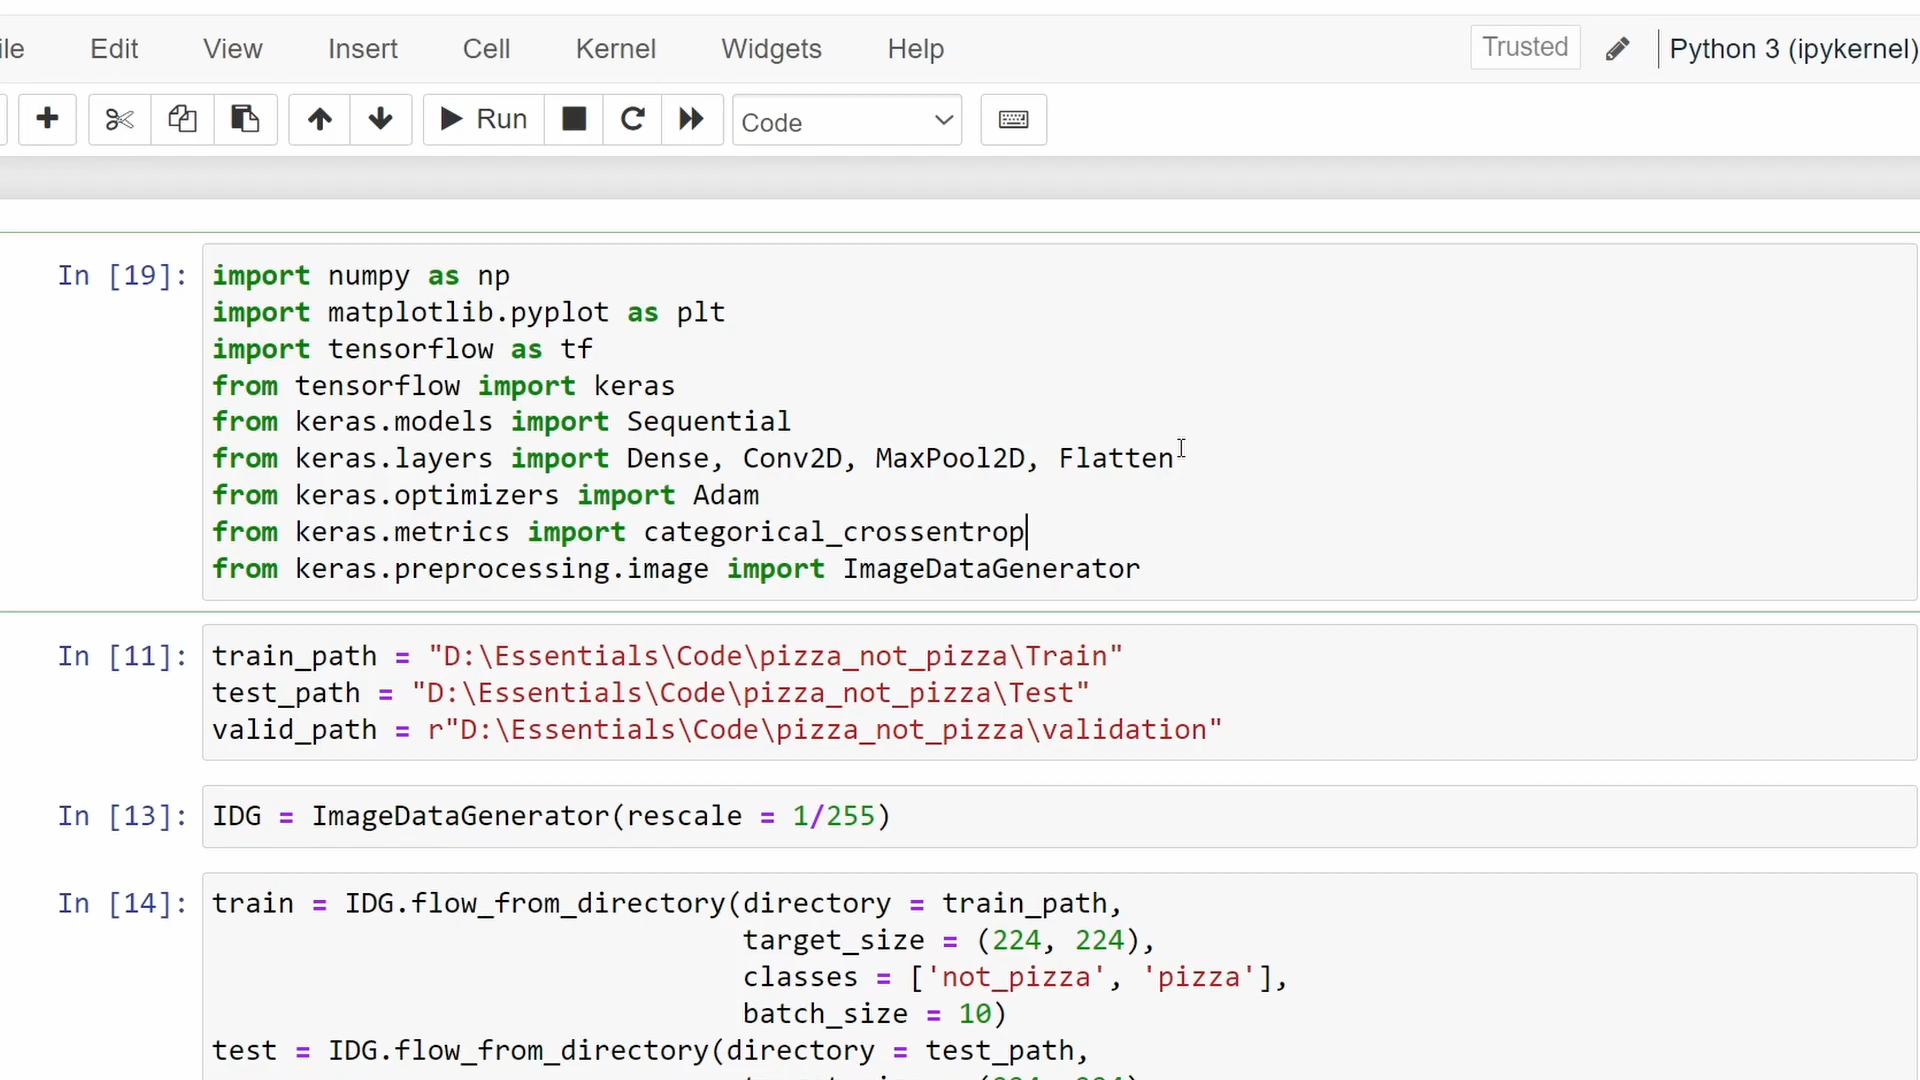 ile Edit View Insert Cell Kernel Widgets Help Trusted Python 3 (ipykernel)
Run Code
In [19]: import numpy as np
import matplotlib.pyplot as plt
import tensorflow as tf
from tensorflow import keras
from keras.models import Sequential
from keras.layers import Dense, Conv2D, MaxPool2D, Flatten
from keras.optimizers import Adam
from keras.metrics import categorical_crossentrop
from keras.preprocessing.image import ImageDataGenerator
In [11]: train_path = "D:\Essentials\Code\pizza_not_pizza\Train"
test_path = "D:\Essentials\Code\pizza_not_pizza\Test"
valid_path = r"D:\Essentials\Code\pizza_not_pizza\validation"
In [13]: IDG = ImageDataGenerator(rescale = 1/255)
In [14]: train = IDG.flow_from_directory(directory = train_path,
target_size = (224, 224),
classes = ['not_pizza', 'pizza'],
batch_size = 10)
test = IDG.flow_from_directory(directory = test_path,